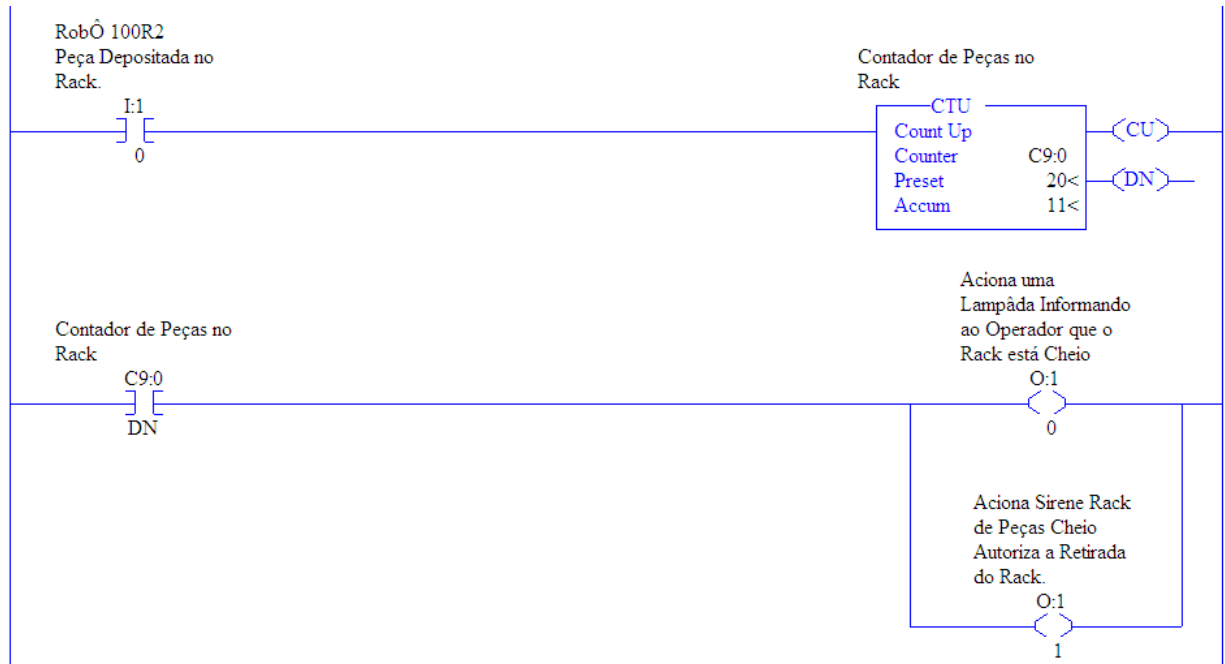 RobÔ 100R2
Peça Depositada no
Rack.
I:1
0
Contador de Peças no
Rack
CTU
Count Up
Counter C9:0
Preset 20<
Accum 11<
CU
DN
Contador de Peças no
Rack
C9:0
DN
Aciona uma
Lampâda Informando
ao Operador que o
Rack está Cheio
O:1
0
Aciona Sirene Rack
de Peças Cheio
Autoriza a Retirada
do Rack.
O:1
1